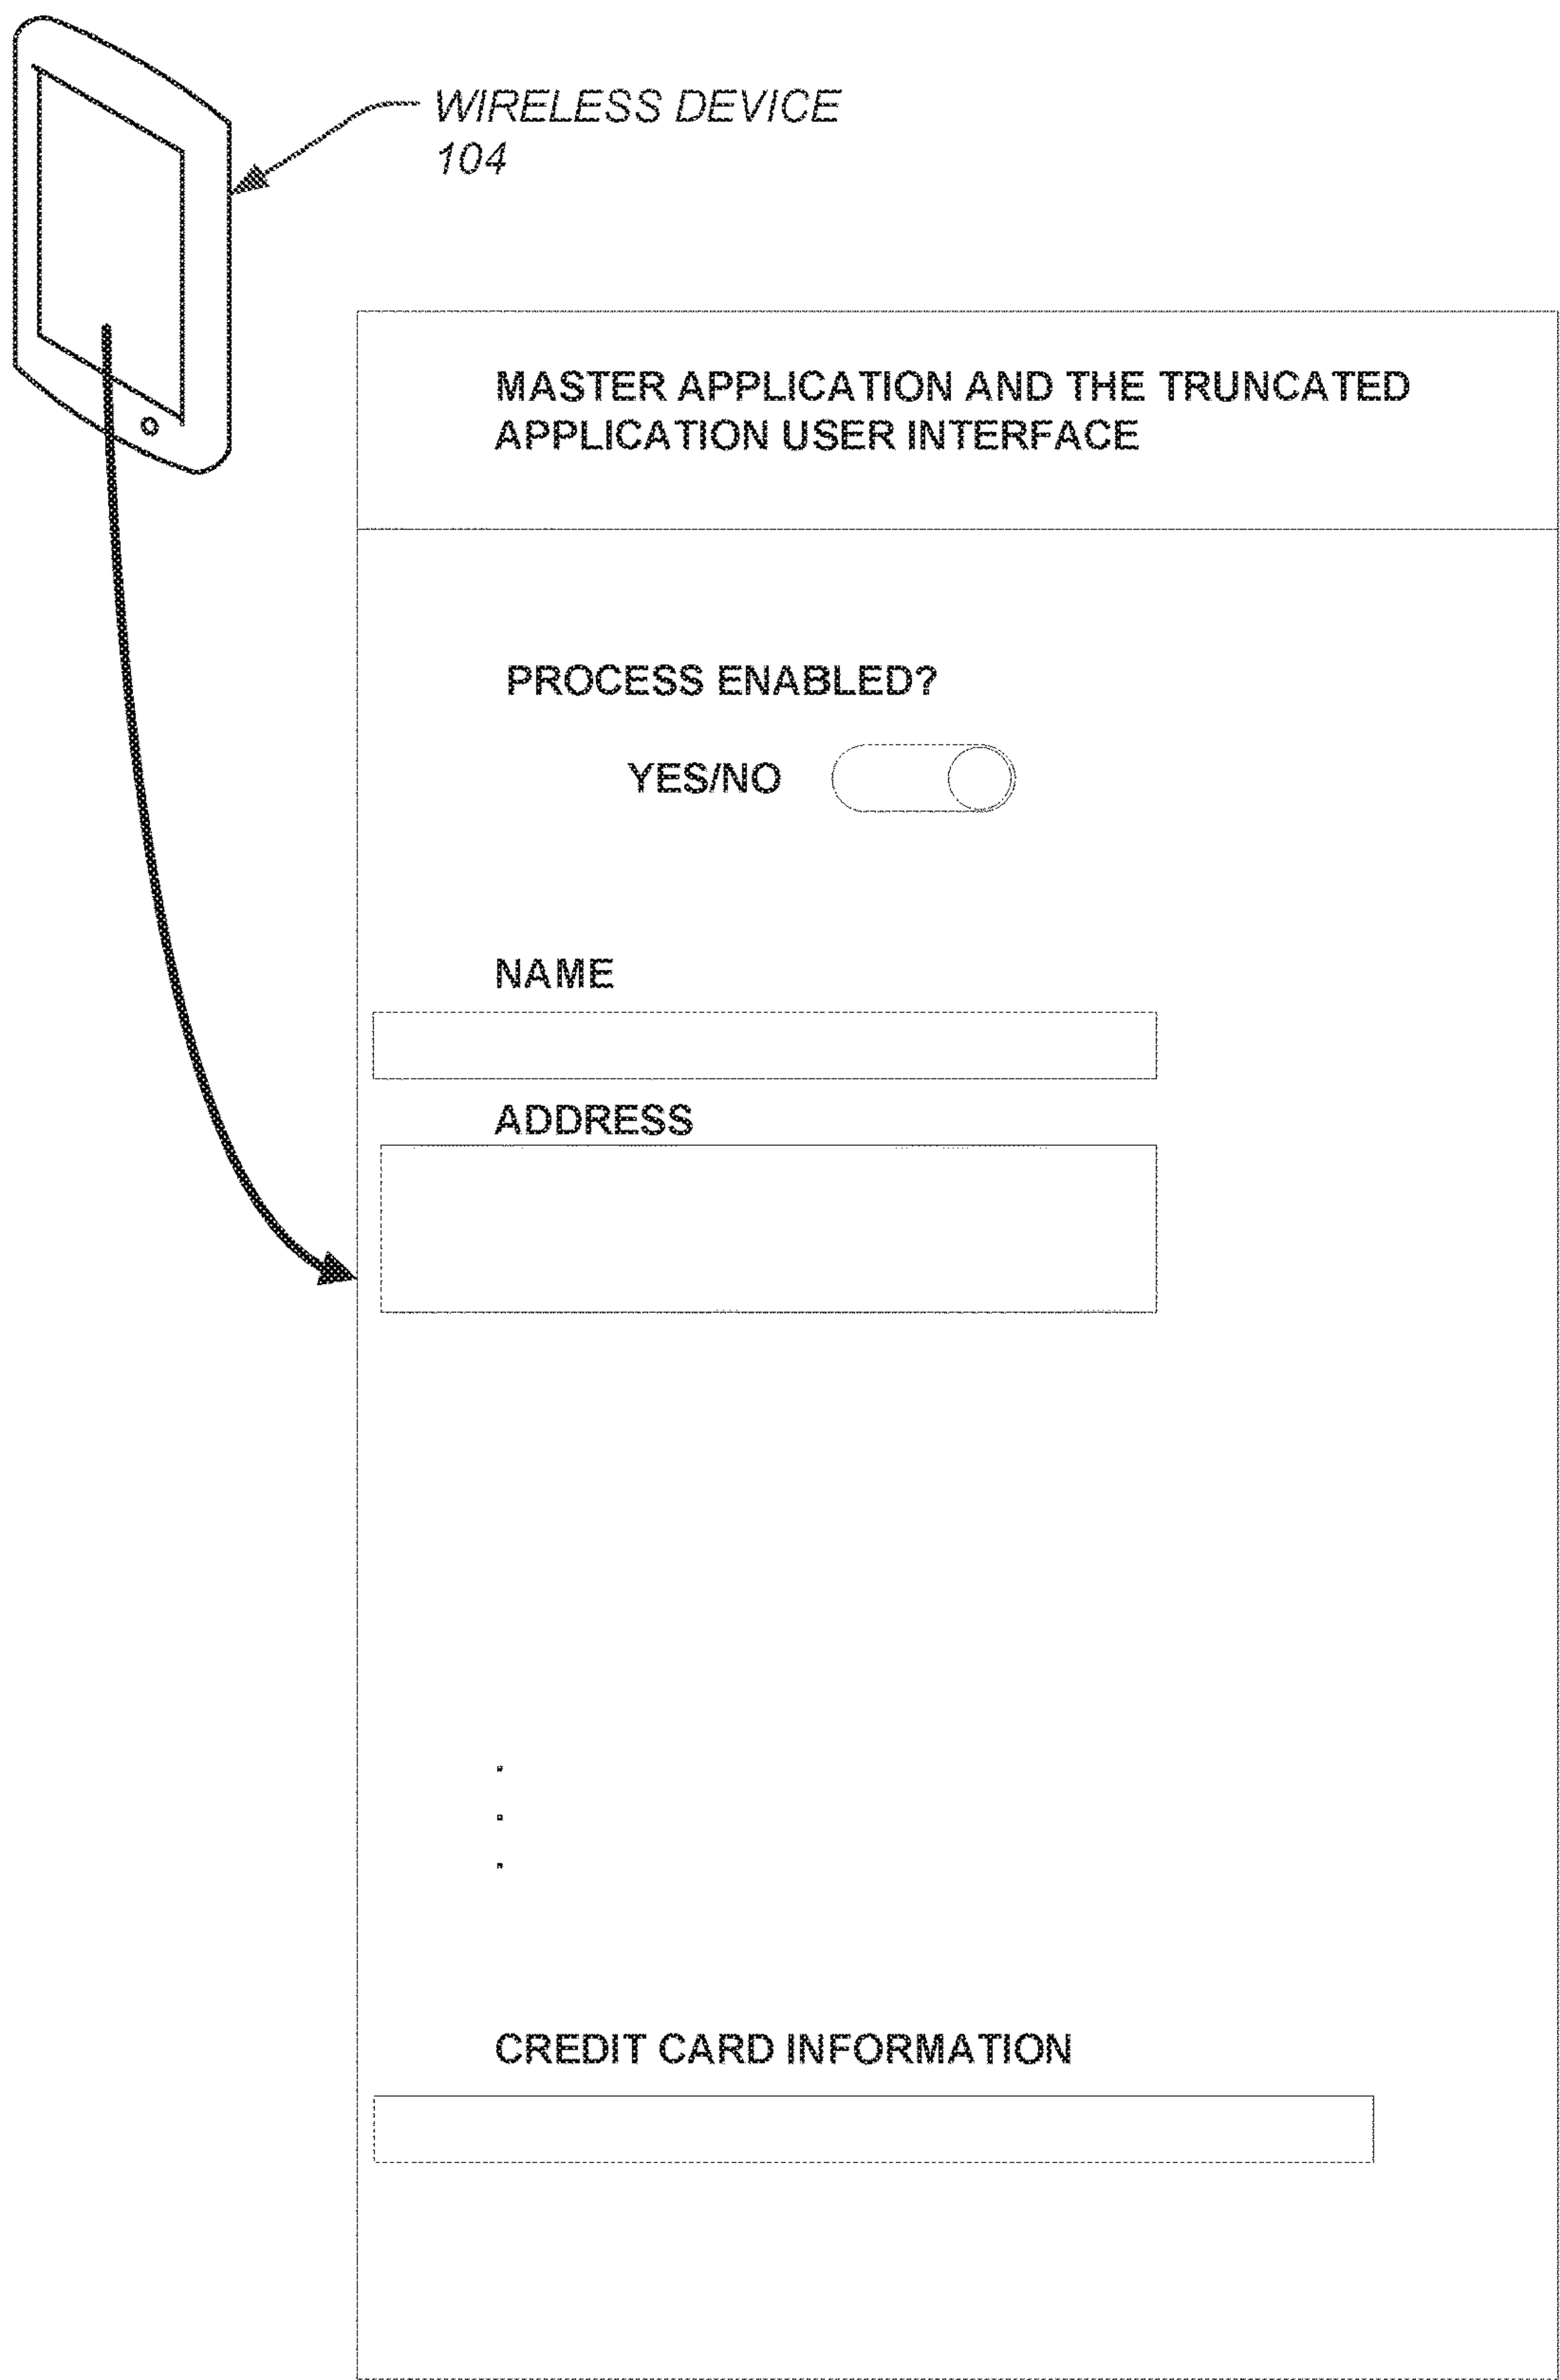 WIRELESS DEVICE
104
MASTER APPLICATION AND THE TRUNCATED
APPLICATION USER INTERFACE
PROCESS ENABLED?
YES/NO
NAME
ADDRESS
CREDIT CARD INFORMATION